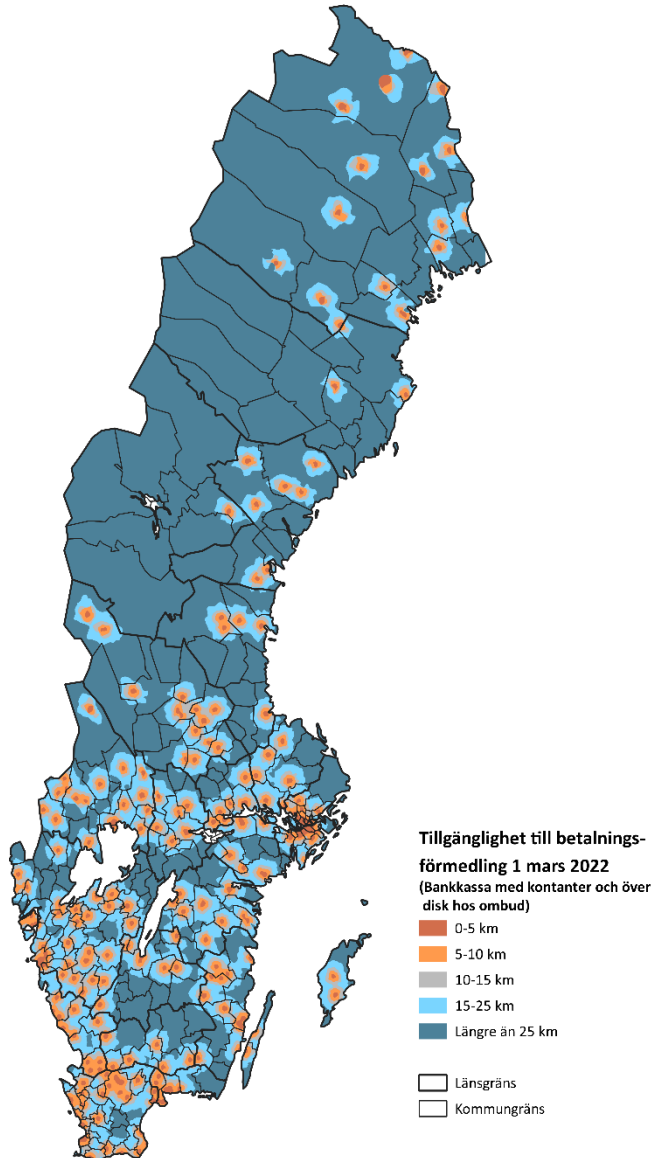 Tillgänglighet till betalnings-
förmedling 1 mars 2022
(Bankkassa med kontanter och över
disk hos ombud)
0-5 km
5-10 km
10-15 km
15-25 km
Längre än 25 km
Länsgräns
Kommungräns